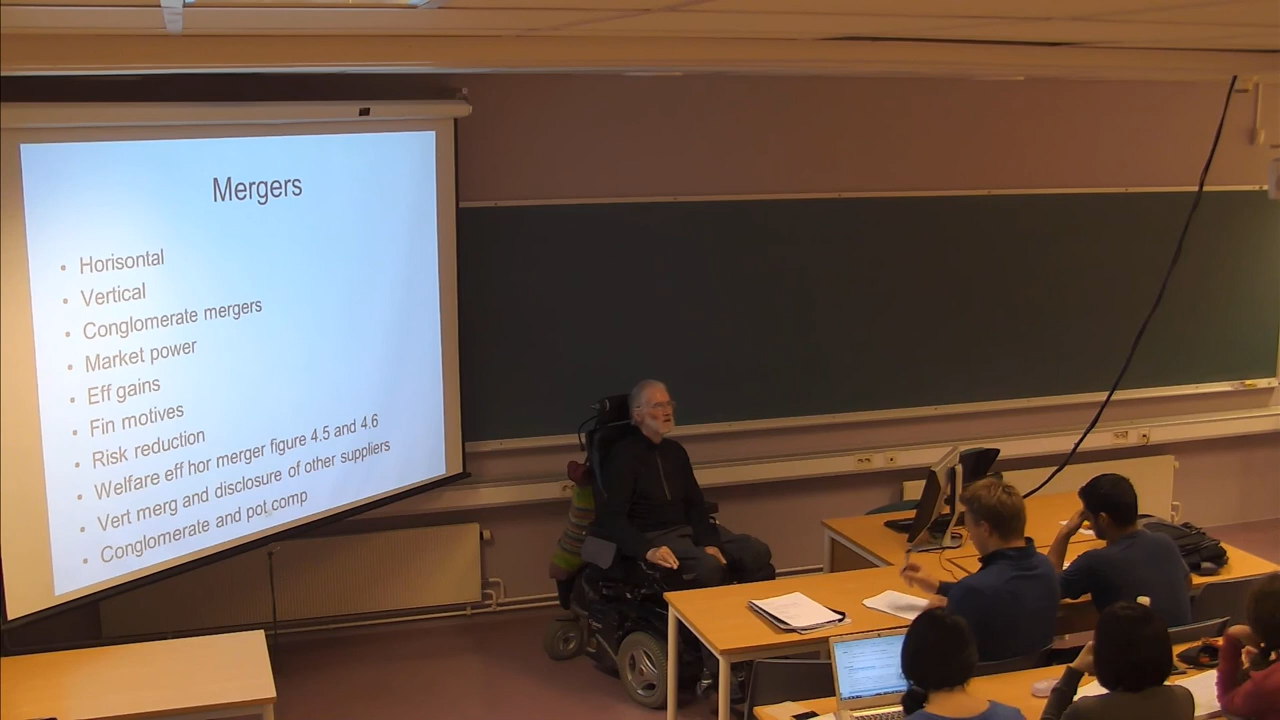 Mergers
• Horisontal
• Vertical
• Conglomerate mergers
• Market power
• Eff gains
• Fin motives
• Risk reduction
• Welfare eff hor merger figure 4.5 and 4.6
• Vert merg and disclosure of other suppliers
• Conglomerate and pot comp